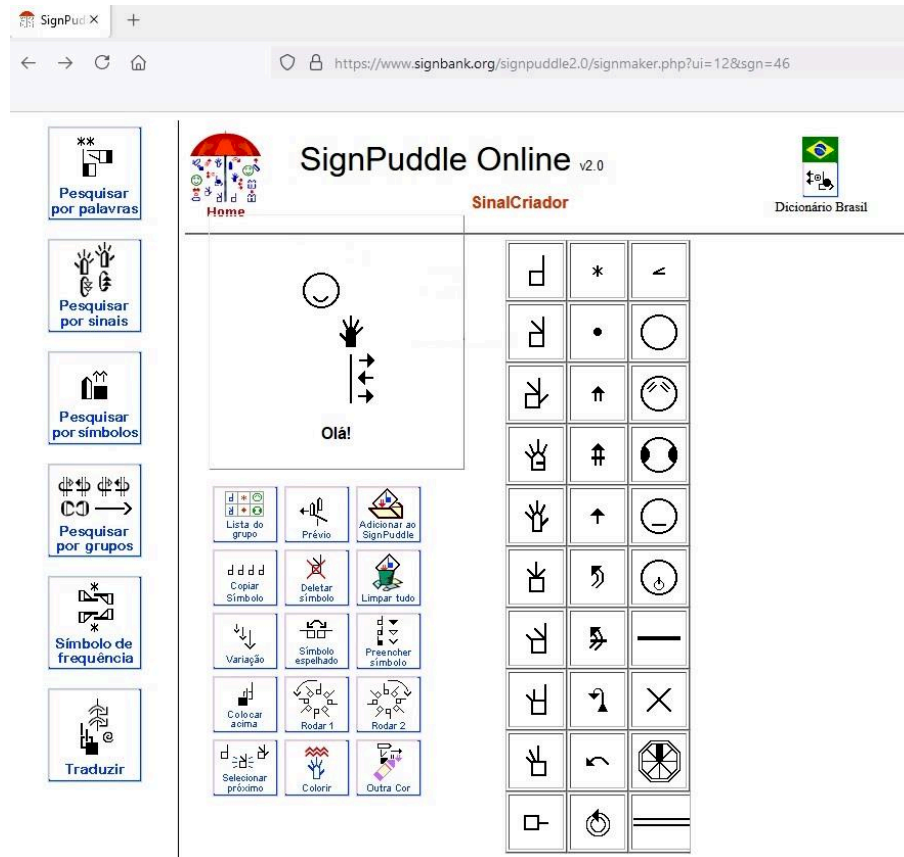 SignPud
https://www.signbank.org/signpuddle2.0/signmaker.php?ui=12&sgn=46
Pesquisar
por palavras
Pesquisar
por sinais
Pesquisar
por símbolos
Pesquisar
por grupos
Símbolo de
frequência
Traduzir
Home
SignPuddle Online v2.0
SinalCriador
Dicionário Brasil
Olá!
Lista do
grupo
Prévio
Adicionar ao
SignPuddle
Copiar
Símbolo
Deletar
símbolo
Limpar tudo
Variação
Símbolo
espelhado
Preencher
símbolo
Colocar
acima
Rodar 1
Rodar 2
Selecionar
próximo
Colorir
Outra Cor